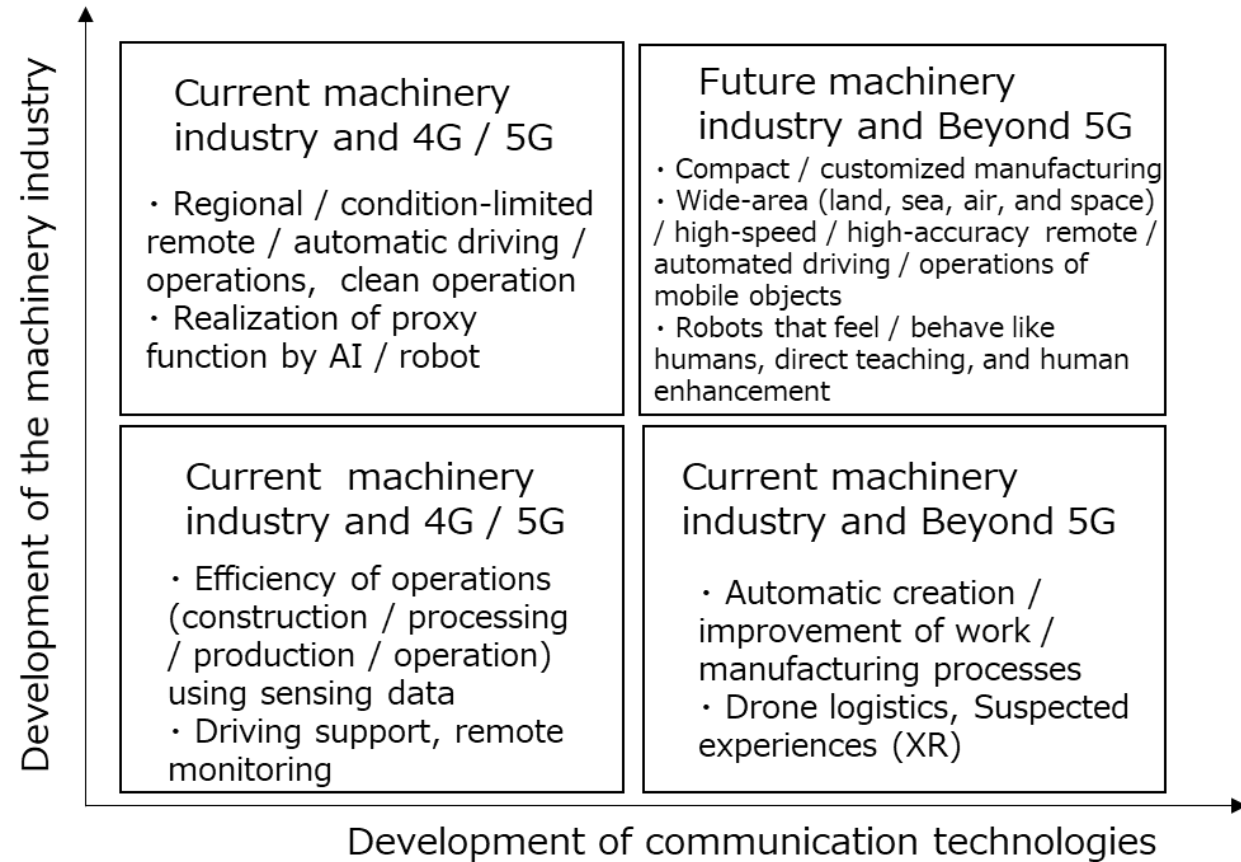 Development of the machinery industry
Current machinery
industry and 4G / 5G
・Regional / condition-limited
remote / automatic driving /
operations, clean operation
・Realization of proxy
function by AI / robot
Future machinery
industry and Beyond 5G
・Compact / customized manufacturing
・Wide-area (land, sea, air, and space)
/ high-speed / high-accuracy remote /
automated driving / operations of
mobile objects
・Robots that feel / behave like
humans, direct teaching, and human
enhancement
Current machinery
industry and 4G / 5G
・Efficiency of operations
(construction / processing
/ production / operation)
using sensing data
・Driving support, remote
monitoring
Current machinery
industry and Beyond 5G
・Automatic creation /
improvement of work /
manufacturing processes
・Drone logistics, Suspected
experiences (XR)
Development of communication technologies